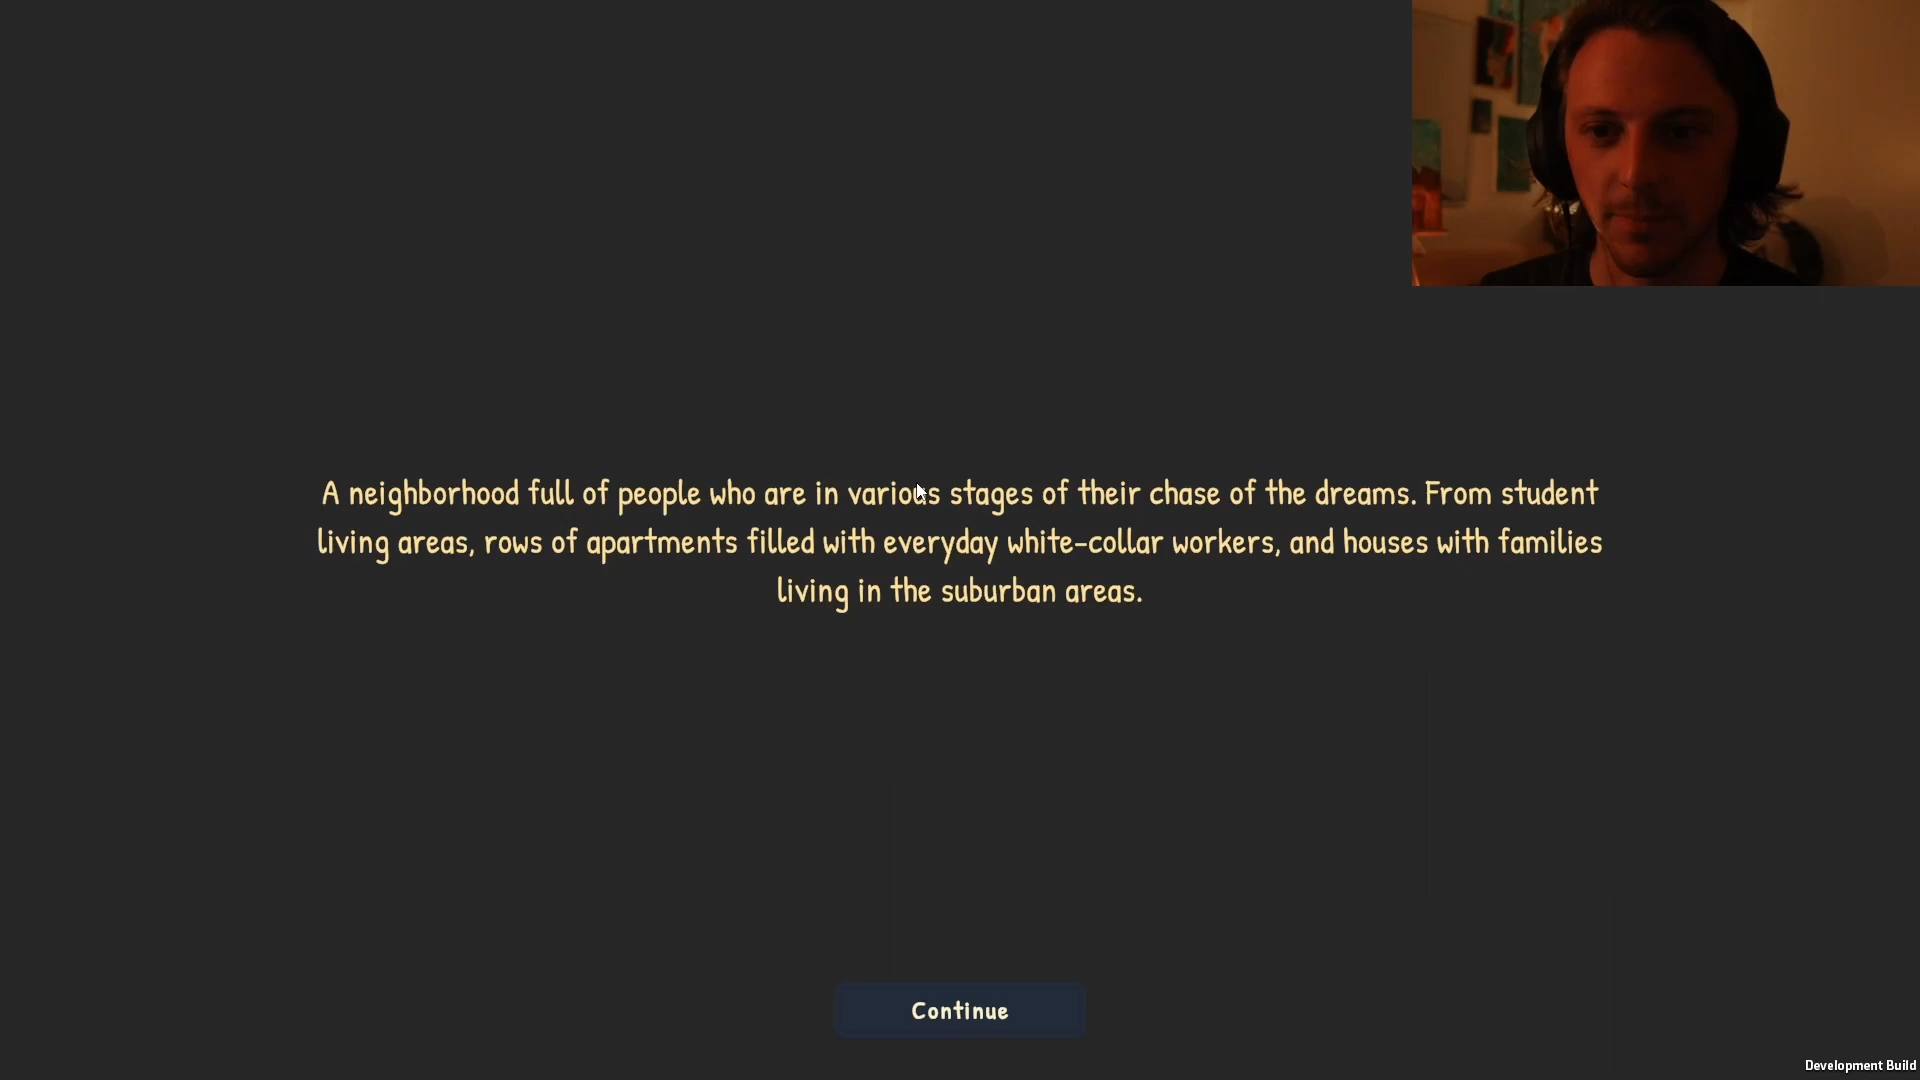 A neighborhood full of people who are in various stages of their chase of the dreams. From student
living areas, rows of apartments filled with everyday white-collar workers, and houses with families
living in the suburban areas.
Continue
Development Build